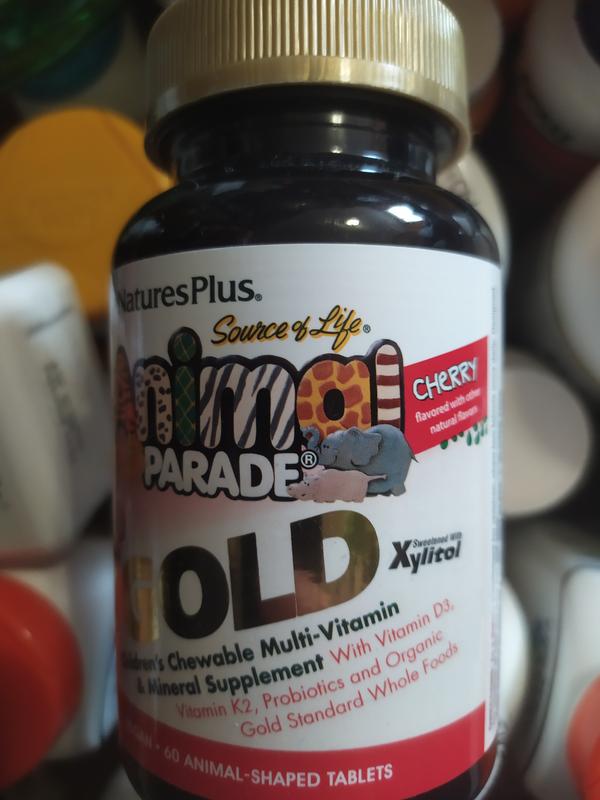 NaturesPlus®
Source of Life®
Animal
PARADE®
CHERRY
flavored with other
natural flavors
GOLD
Sweetened With
Xylitol
Children's Chewable Multi-Vitamin
& Mineral Supplement With Vitamin D3,
Vitamin K2, Probiotics and Organic
Gold Standard Whole Foods
• 60 ANIMAL-SHAPED TABLETS